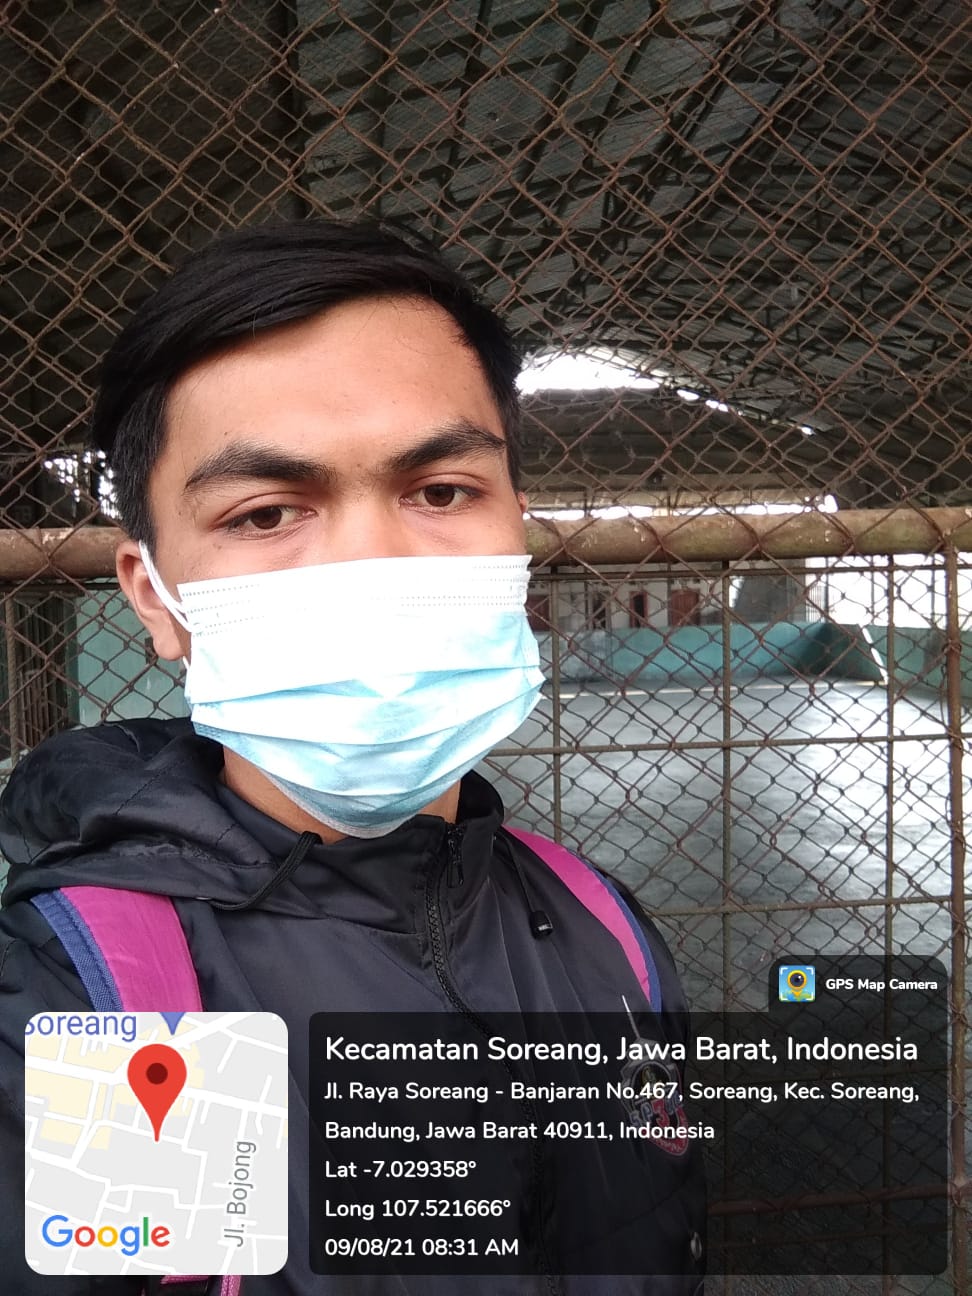 GPS Map Camera
Soreang
Jl. Bojong
Google
Kecamatan Soreang, Jawa Barat, Indonesia
Jl. Raya Soreang - Banjaran No.467, Soreang, Kec. Soreang,
Bandung, Jawa Barat 40911, Indonesia
Lat -7.029358°
Long 107.521666°
09/08/21 08:31 AM